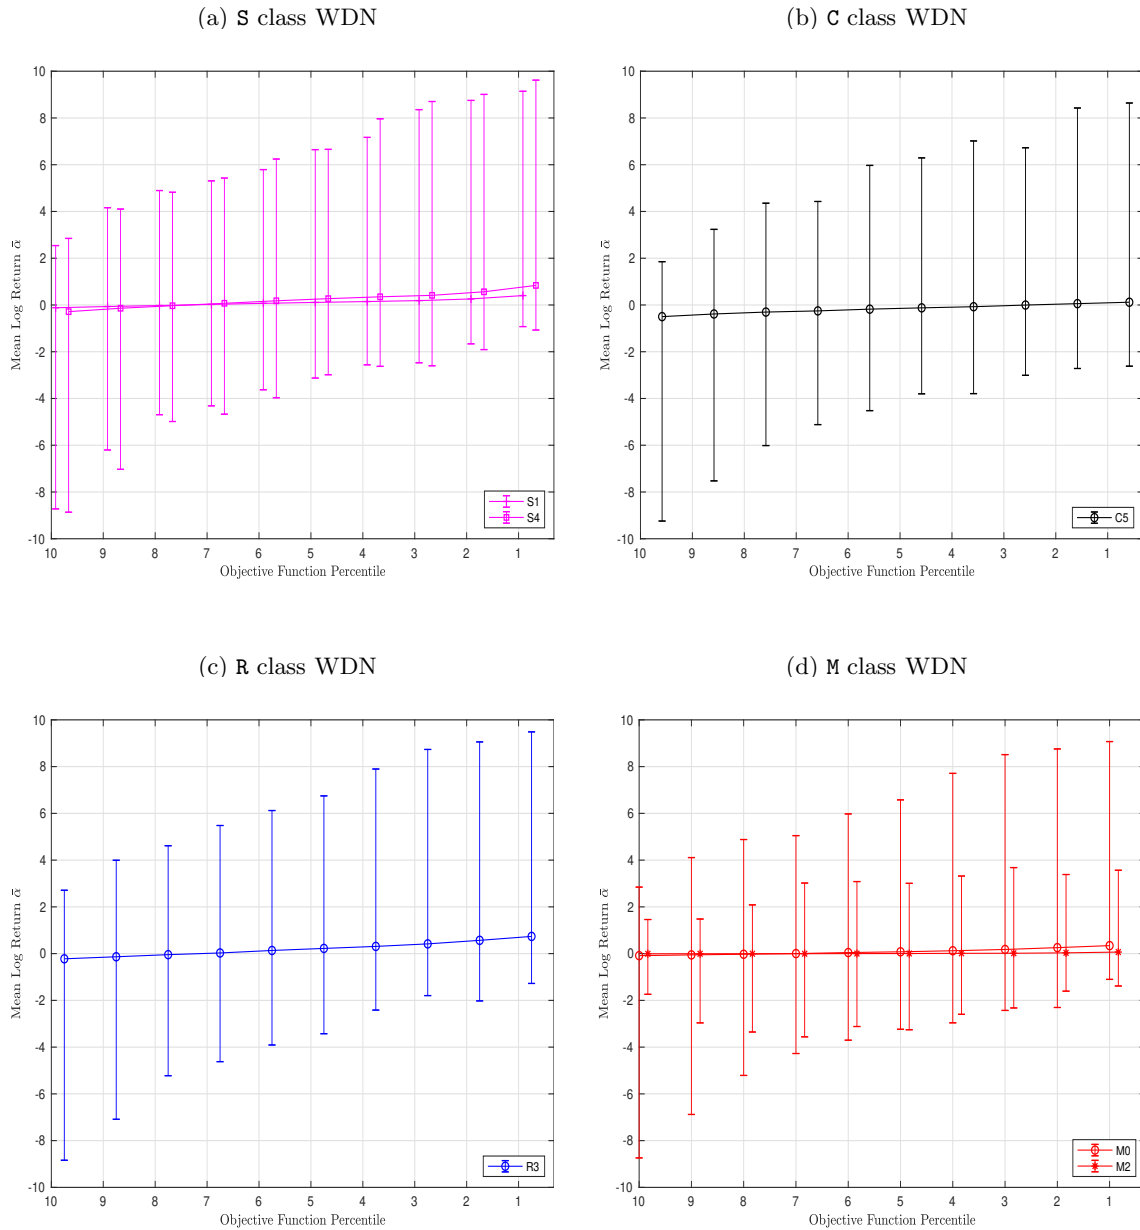 (a) S class WDN
(b) C class WDN
10
8
6
4
2
0
-2
-4
-6
-8
-10
Mean Log Return ᾱ
10 9 8 7 6 5 4 3 2 1
Objective Function Percentile
S1
S4
10
8
6
4
2
0
-2
-4
-6
-8
-10
Mean Log Return ᾱ
10 9 8 7 6 5 4 3 2 1
Objective Function Percentile
C5
(c) R class WDN
(d) M class WDN
10
8
6
4
2
0
-2
-4
-6
-8
-10
Mean Log Return ᾱ
10 9 8 7 6 5 4 3 2 1
Objective Function Percentile
R3
10
8
6
4
2
0
-2
-4
-6
-8
-10
Mean Log Return ᾱ
10 9 8 7 6 5 4 3 2 1
Objective Function Percentile
M0
M2